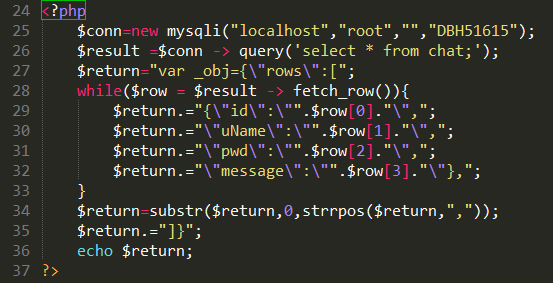 24 <?php
25 $conn=new mysqli("localhost","root","","DBH51615");
26 $result =$conn -> query('select * from chat;');
27 $return="var _obj={\"rows\":[";
28 while($row = $result -> fetch_row()){
29 $return.="{\"id\":\"".$row[0]."\",";
30 $return.="\"uName\":\"".$row[1]."\",";
31 $return.="\"pwd\":\"".$row[2]."\",";
32 $return.="\"message\":\"".$row[3]."\"},";
33 }
34 $return=substr($return,0,strrpos($return,","));
35 $return.="]}";
36 echo $return;
37 ?>